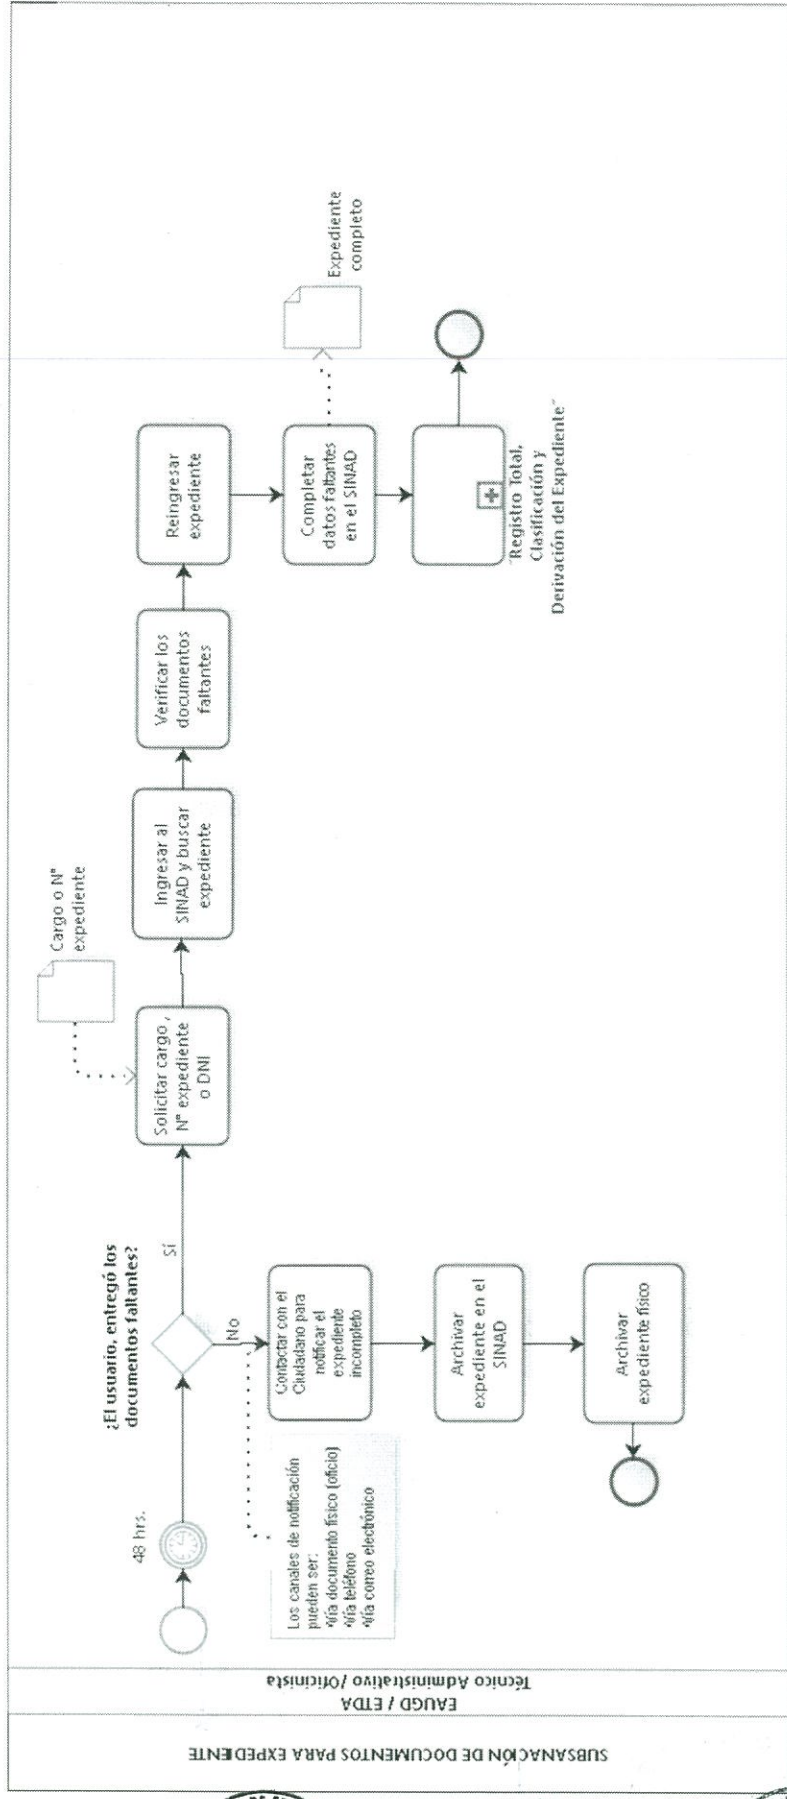 SUBSANACIÓN DE DOCUMENTOS PARA EXPEDIENTE
EAUGD / ETDA
Técnico Administrativo / Oficinista
48 hrs.
¿El usuario, entregó los
documentos faltantes?
Sí
No
Cargo o N°
expediente
Solicitar cargo ,
N° expediente
o DNI
Ingresar al
SINAD y buscar
expediente
Verificar los
documentos
faltantes
Reingresar
expediente
Completar
datos faltantes
en el SINAD
Expediente
completo
"Registro Total,
Clasificación y
Derivación del Expediente"
Los canales de notificación
pueden ser:
*Vía documento físico (oficio)
*Vía teléfono
*Vía correo electrónico
Contactar con el
Ciudadano para
notificar el
expediente
incompleto
Archivar
expediente en el
SINAD
Archivar
expediente físico